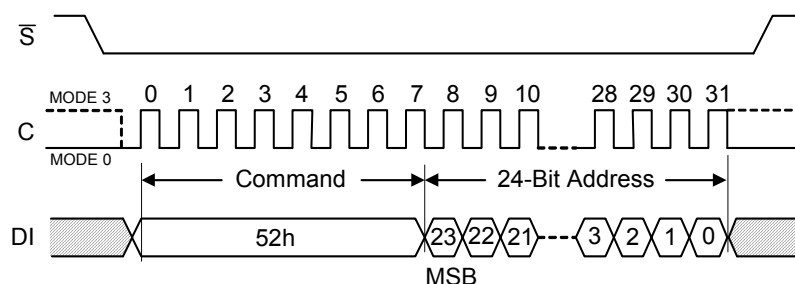 S
MODE 3
0 1 2 3 4 5 6 7 8 9 10 28 29 30 31
C
MODE 0
Command 24-Bit Address
DI 52h 23 22 21 3 2 1 0
MSB